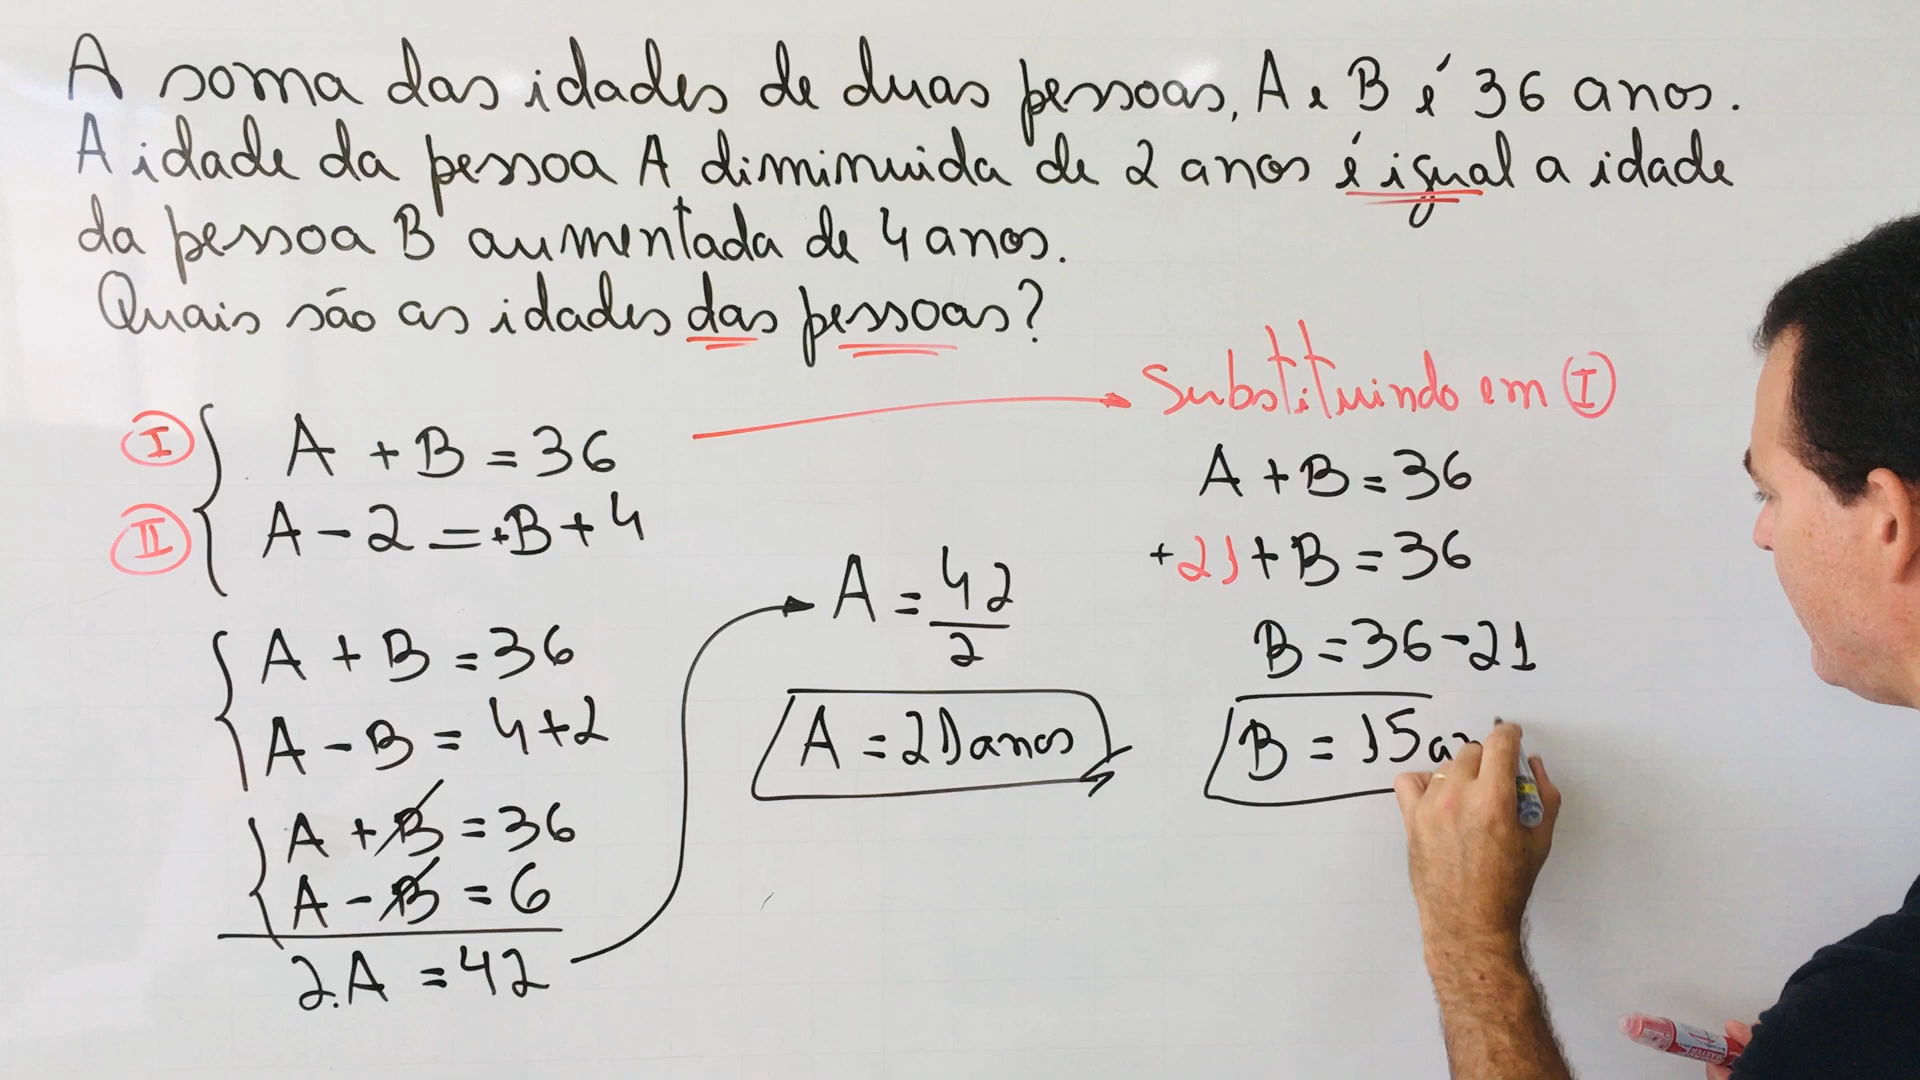 A soma das idades de duas pessoas, A e B é 36 anos.
A idade da pessoa A diminuida de 2 anos é igual a idade
da pessoa B aumentada de 4 anos.
Quais são as idades das pessoas?
I A + B = 36
II A - 2 = +B + 4
A + B = 36
A - B = 4+2
A + B = 36
A - B = 6
2.A = 42
A = 42/2
A = 21 anos
Substituindo em I
A + B = 36
+21 + B = 36
B = 36 - 21
B = 15